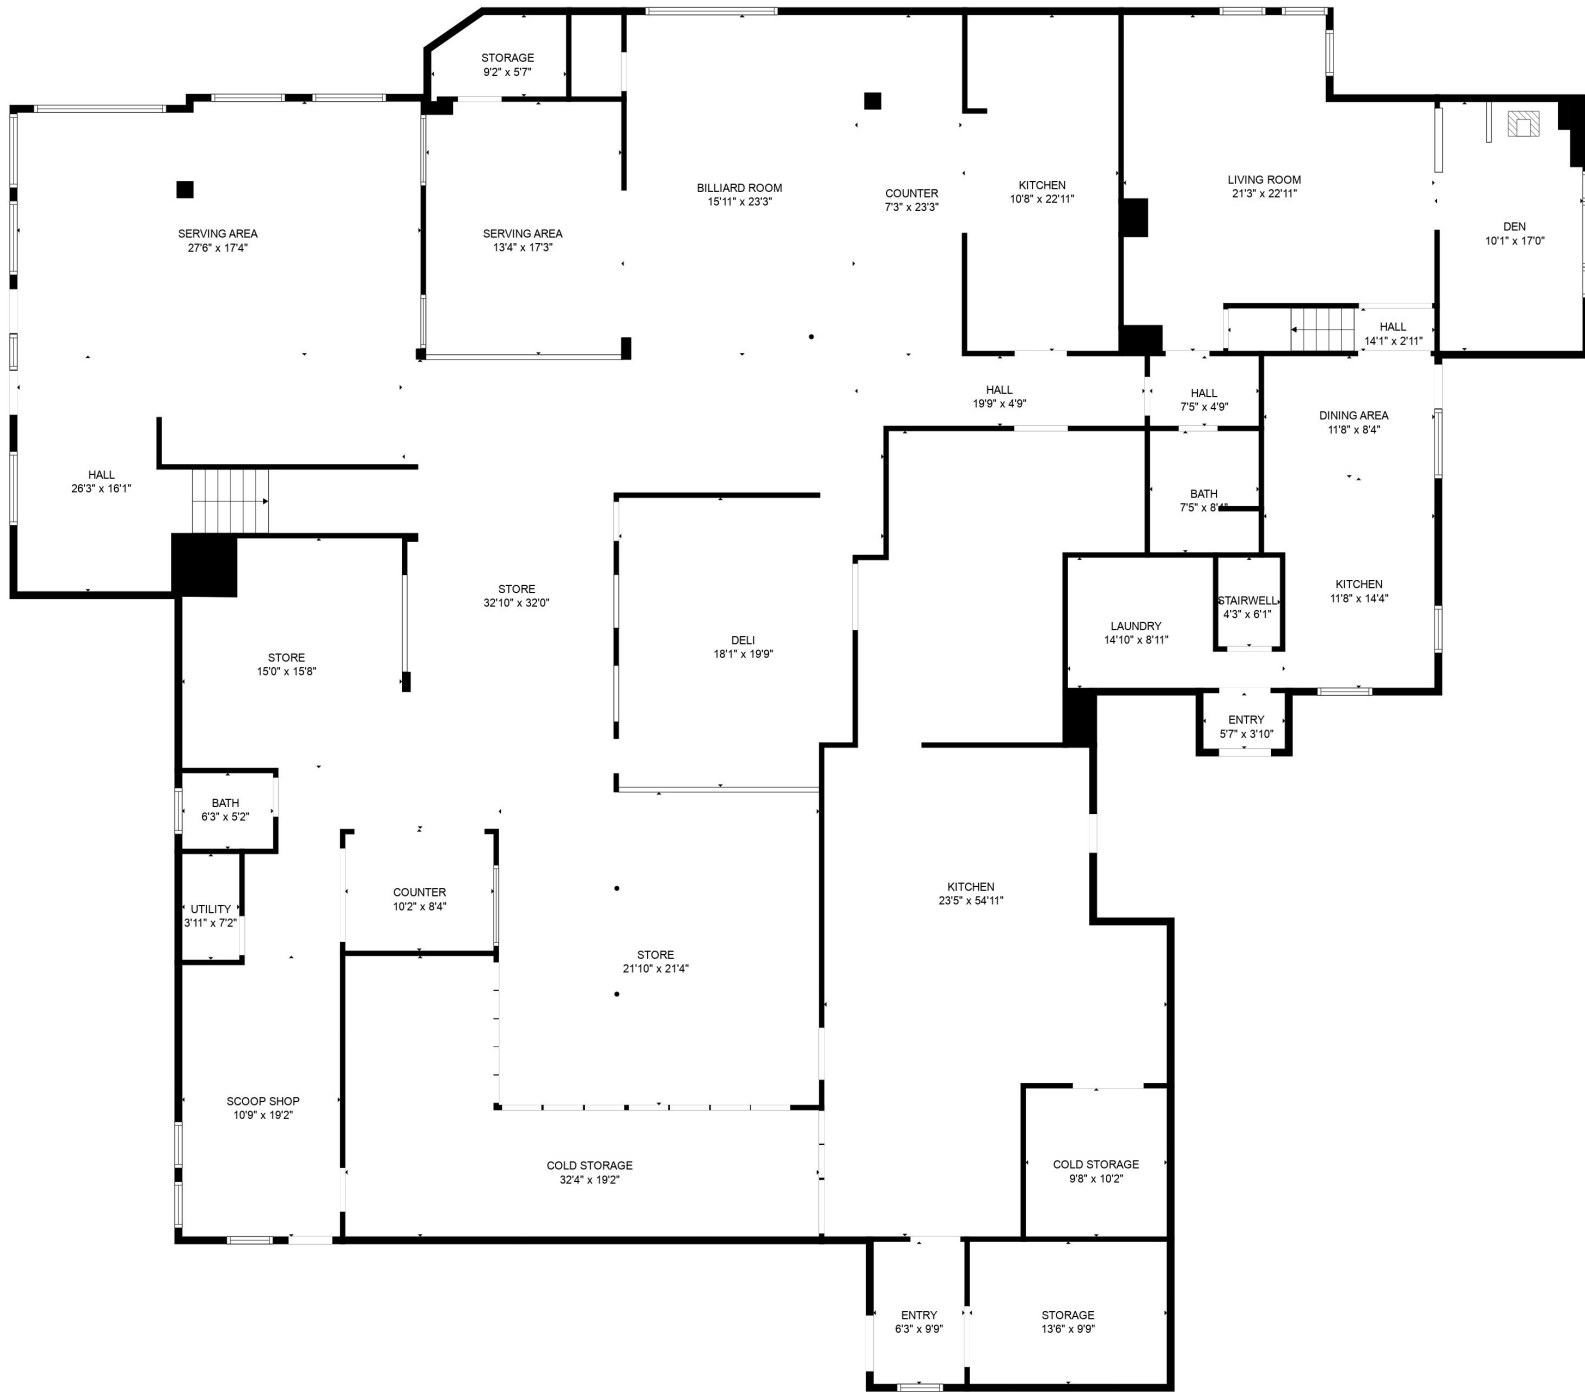 STORAGE
9'2" x 5'7"
BILLIARD ROOM
15'11" x 23'3"
COUNTER
7'3" x 23'3"
KITCHEN
10'8" x 22'11"
LIVING ROOM
21'3" x 22'11"
DEN
10'1" x 17'0"
SERVING AREA
27'6" x 17'4"
SERVING AREA
13'4" x 17'3"
HALL
14'1" x 2'11"
HALL
19'9" x 4'9"
HALL
7'5" x 4'9"
DINING AREA
11'8" x 8'4"
HALL
26'3" x 16'1"
BATH
7'5" x 8'4"
STORE
32'10" x 32'0"
KITCHEN
11'8" x 14'4"
STAIRWELL
4'3" x 6'1"
LAUNDRY
14'10" x 8'11"
DELI
18'1" x 19'9"
STORE
15'0" x 15'8"
ENTRY
5'7" x 3'10"
BATH
6'3" x 5'2"
COUNTER
10'2" x 8'4"
KITCHEN
23'5" x 54'11"
UTILITY
3'11" x 7'2"
STORE
21'10" x 21'4"
SCOOP SHOP
10'9" x 19'2"
COLD STORAGE
32'4" x 19'2"
COLD STORAGE
9'8" x 10'2"
ENTRY
6'3" x 9'9"
STORAGE
13'6" x 9'9"